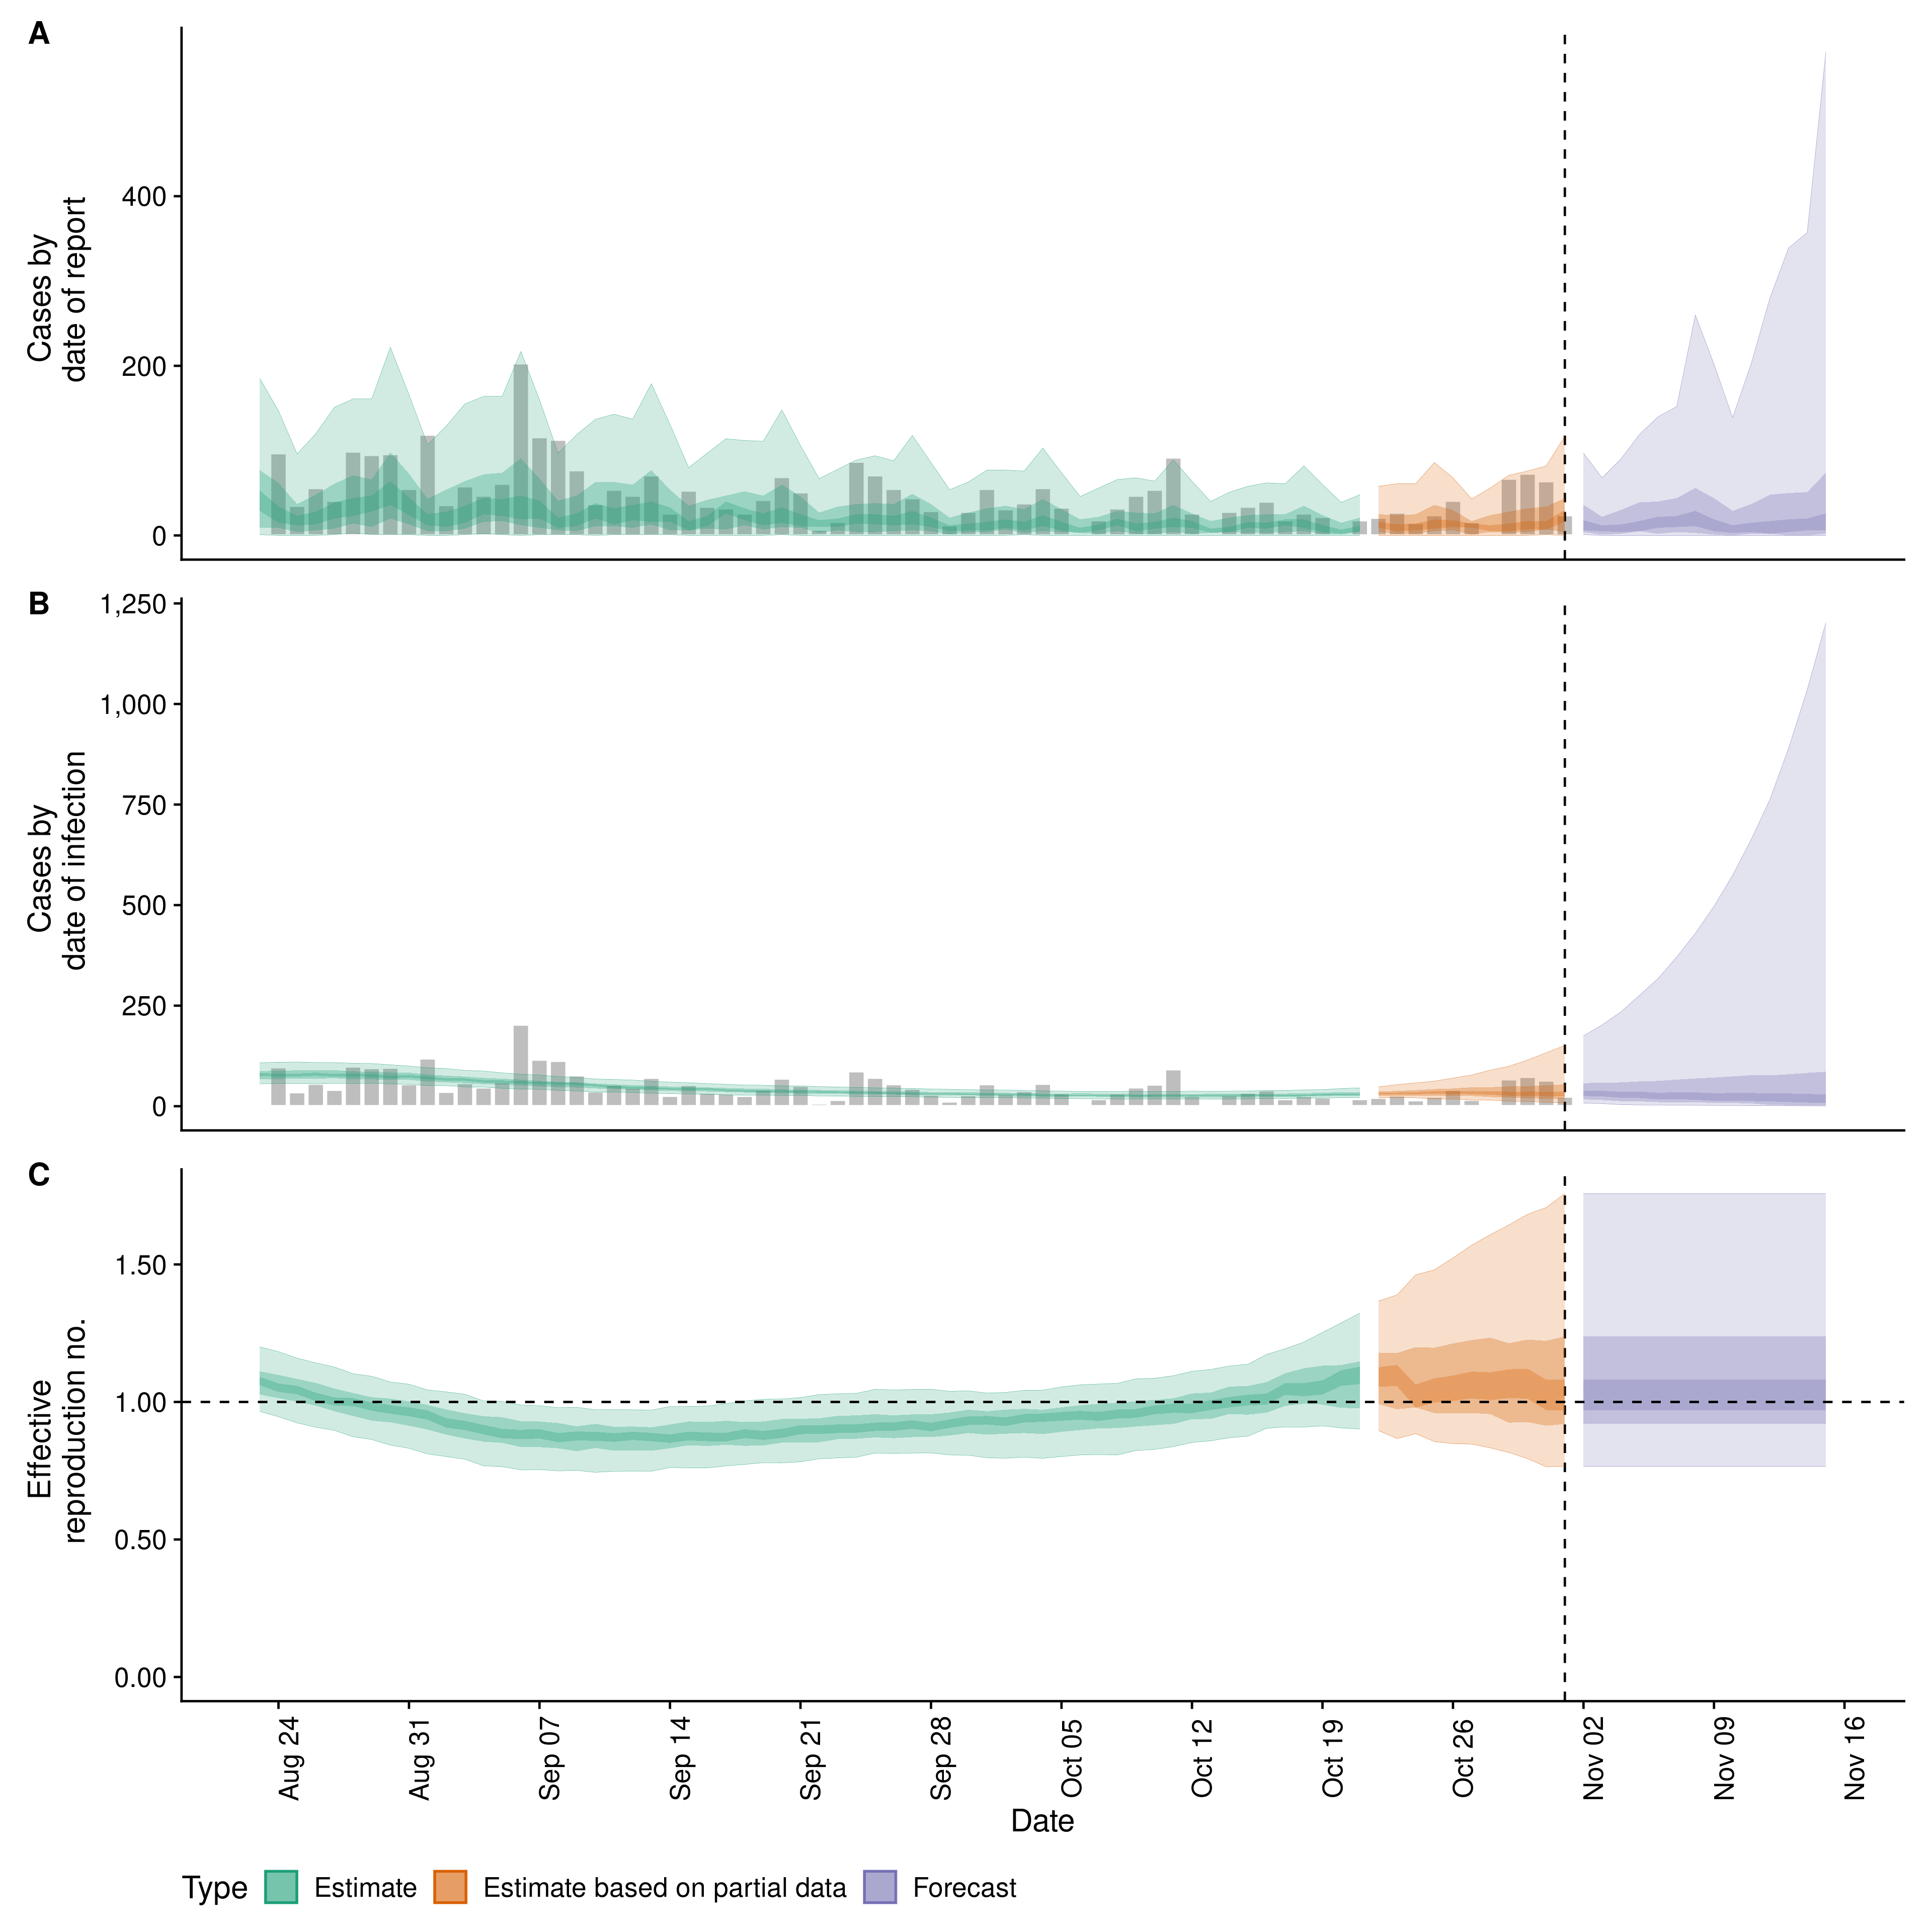 A
Cases by
date of report
400
200
0
B
Cases by
date of infection
1,250
1,000
750
500
250
0
C
Effective
reproduction no.
1.50
1.00
0.50
0.00
Aug 24
Aug 31
Sep 07
Sep 14
Sep 21
Sep 28
Oct 05
Oct 12
Oct 19
Oct 26
Nov 02
Nov 09
Nov 16
Date
Type Estimate Estimate based on partial data Forecast